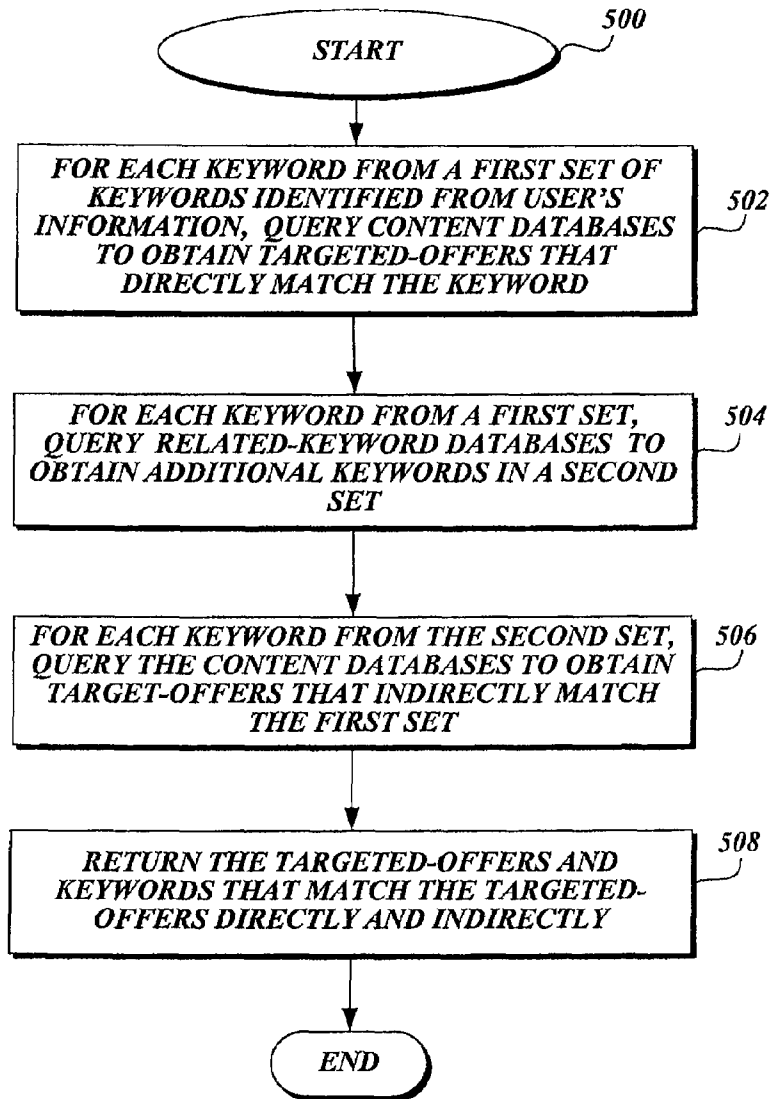 START
500
FOR EACH KEYWORD FROM A FIRST SET OF
KEYWORDS IDENTIFIED FROM USER'S
INFORMATION, QUERY CONTENT DATABASES
TO OBTAIN TARGETED-OFFERS THAT
DIRECTLY MATCH THE KEYWORD
502
FOR EACH KEYWORD FROM A FIRST SET,
QUERY RELATED-KEYWORD DATABASES TO
OBTAIN ADDITIONAL KEYWORDS IN A SECOND
SET
504
FOR EACH KEYWORD FROM THE SECOND SET,
QUERY THE CONTENT DATABASES TO OBTAIN
TARGET-OFFERS THAT INDIRECTLY MATCH
THE FIRST SET
506
RETURN THE TARGETED-OFFERS AND
KEYWORDS THAT MATCH THE TARGETED-
OFFERS DIRECTLY AND INDIRECTLY
508
END